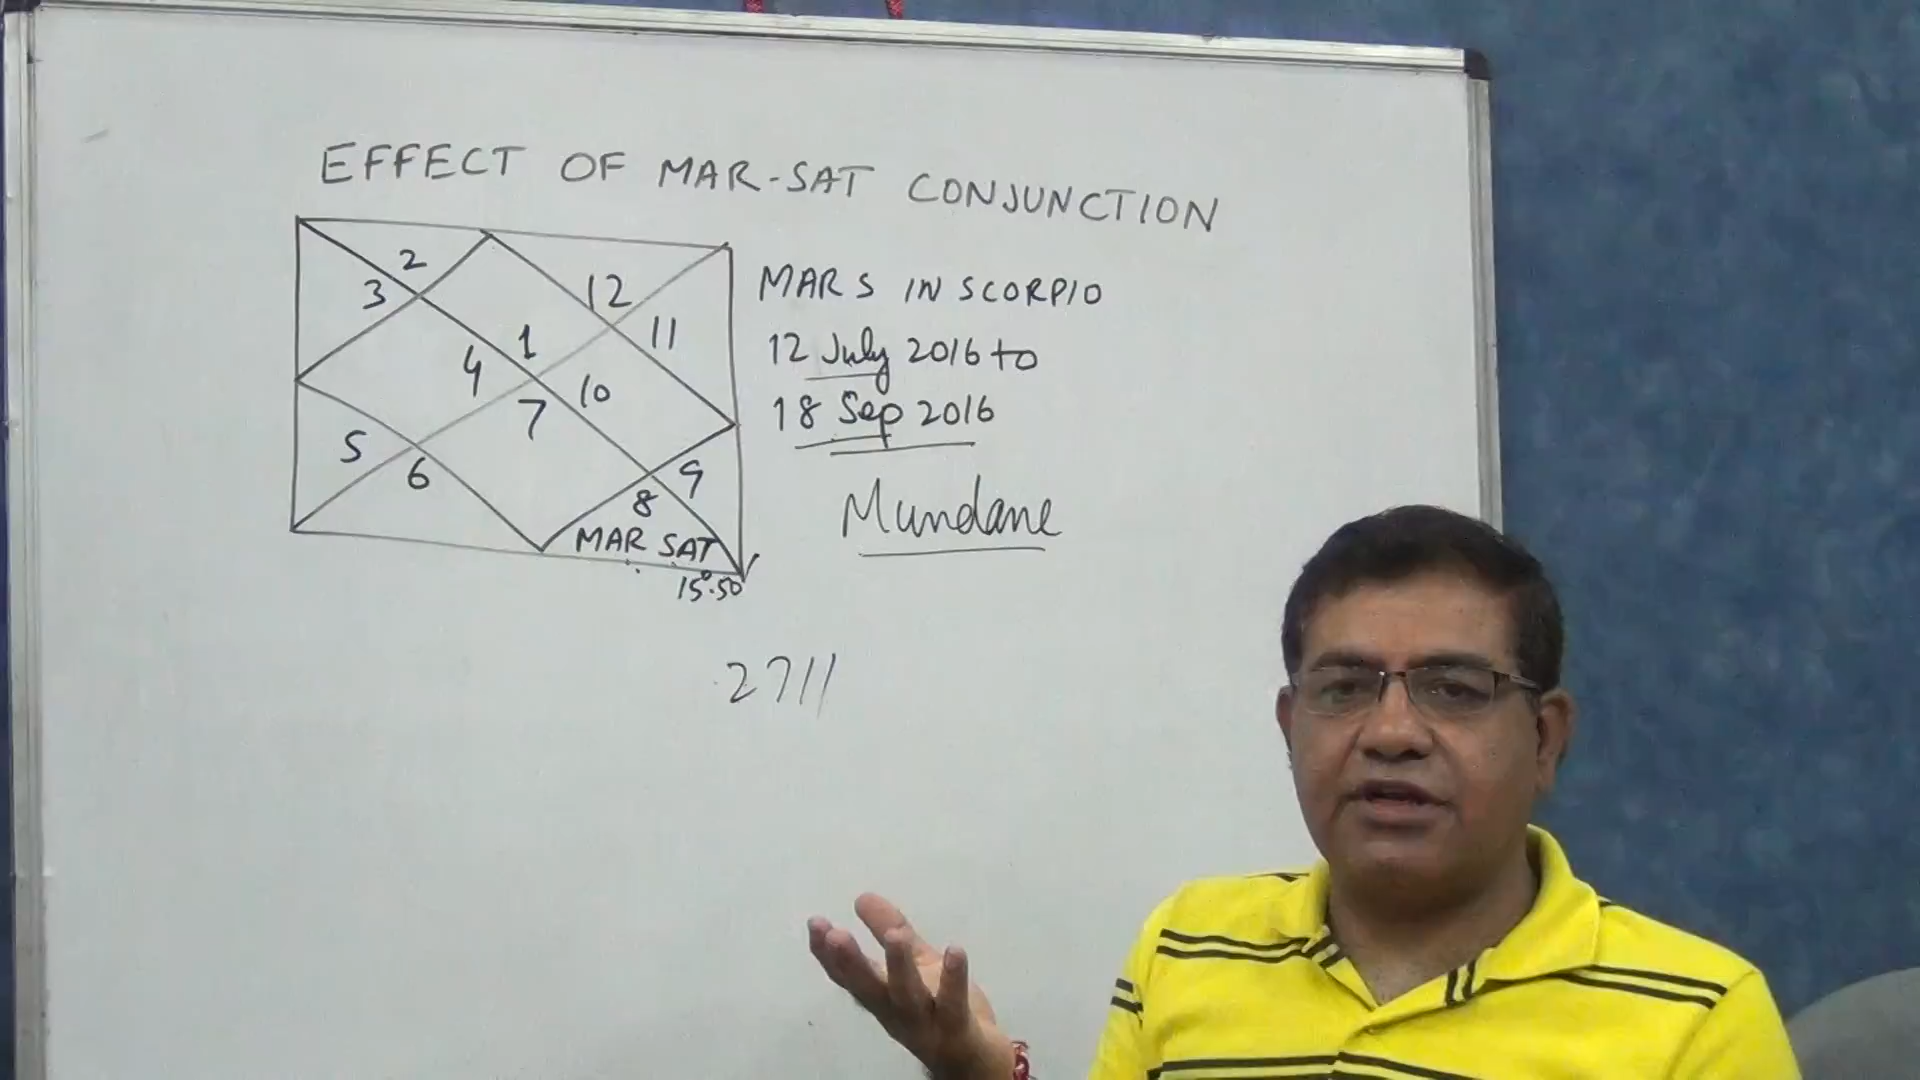 EFFECT OF MAR-SAT CONJUNCTION
2 12
3 11
1
4 10
7
5 9
6 8
MAR SAT
15°.50
MARS IN SCORPIO
12 July 2016 to
18 Sep 2016
Mundane
2711